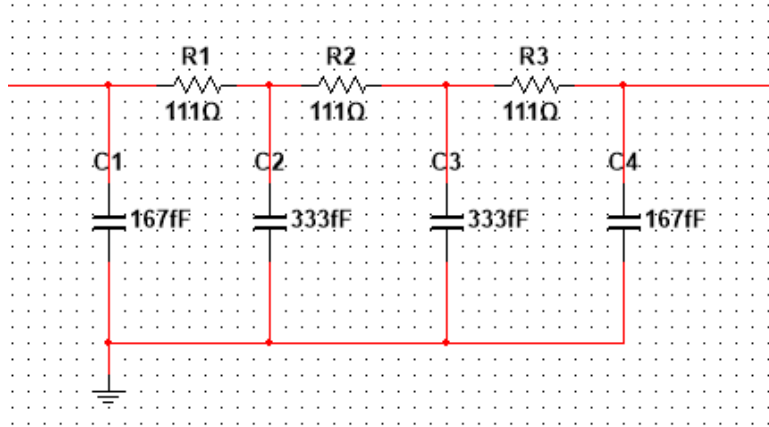 R1 R2 R3
111Ω 111Ω 111Ω
C1 C2 C3 C4
167fF 333fF 333fF 167fF